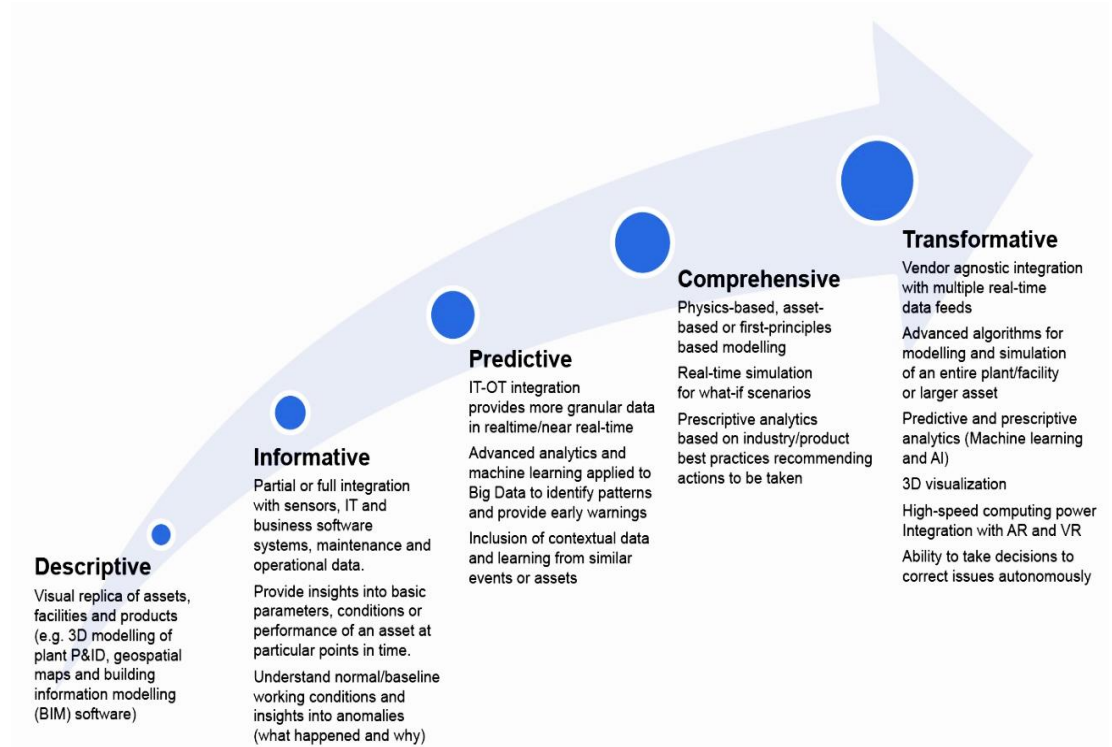 Descriptive
Visual replica of assets,
facilities and products
(e.g. 3D modelling of
plant P&ID, geospatial
maps and building
information modelling
(BIM) software)
Informative
Partial or full integration
with sensors, IT and
business software
systems, maintenance and
operational data.
Provide insights into basic
parameters, conditions or
performance of an asset at
particular points in time.
Understand normal/baseline
working conditions and
insights into anomalies
(what happened and why)
Predictive
IT-OT integration
provides more granular data
in realtime/near real-time
Advanced analytics and
machine learning applied to
Big Data to identify patterns
and provide early warnings
Inclusion of contextual data
and learning from similar
events or assets
Comprehensive
Physics-based, asset-
based or first-principles
based modelling
Real-time simulation
for what-if scenarios
Prescriptive analytics
based on industry/product
best practices recommending
actions to be taken
Transformative
Vendor agnostic integration
with multiple real-time
data feeds
Advanced algorithms for
modelling and simulation
of an entire plant/facility
or larger asset
Predictive and prescriptive
analytics (Machine learning
and AI)
3D visualization
High-speed computing power
Integration with AR and VR
Ability to take decisions to
correct issues autonomously